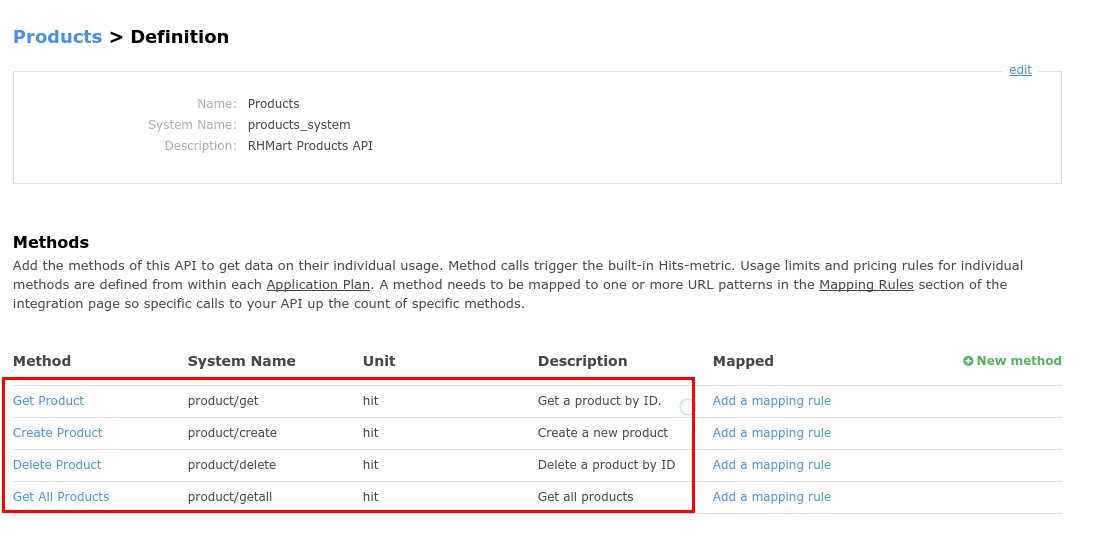 Products > Definition
edit
Name: Products
System Name: products_system
Description: RHMart Products API
Methods
Add the methods of this API to get data on their individual usage. Method calls trigger the built-in Hits-metric. Usage limits and pricing rules for individual
methods are defined from within each Application Plan. A method needs to be mapped to one or more URL patterns in the Mapping Rules section of the
integration page so specific calls to your API up the count of specific methods.
Method System Name Unit Description Mapped New method
Get Product product/get hit Get a product by ID. Add a mapping rule
Create Product product/create hit Create a new product Add a mapping rule
Delete Product product/delete hit Delete a product by ID Add a mapping rule
Get All Products product/getall hit Get all products Add a mapping rule